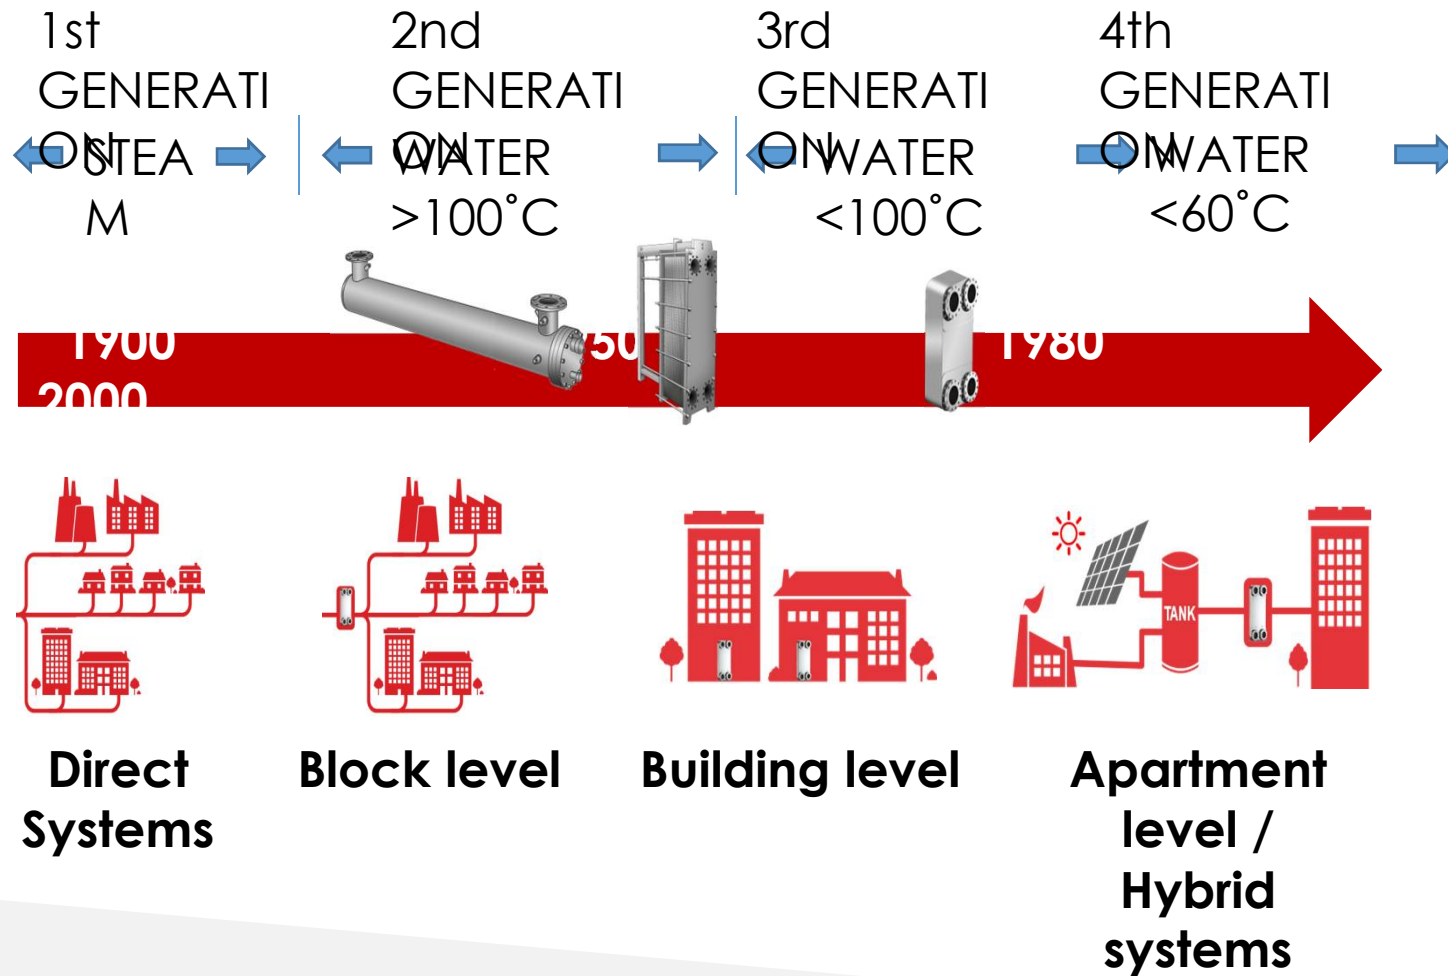 1st
GENERATI
ON
STEA
M
2nd
GENERATI
ON
WATER
>100˚C
3rd
GENERATI
ON
WATER
<100˚C
4th
GENERATI
ON
WATER
<60˚C
1900
50
1980
2000
TANK
Direct
Systems
Block level
Building level
Apartment
level /
Hybrid
systems